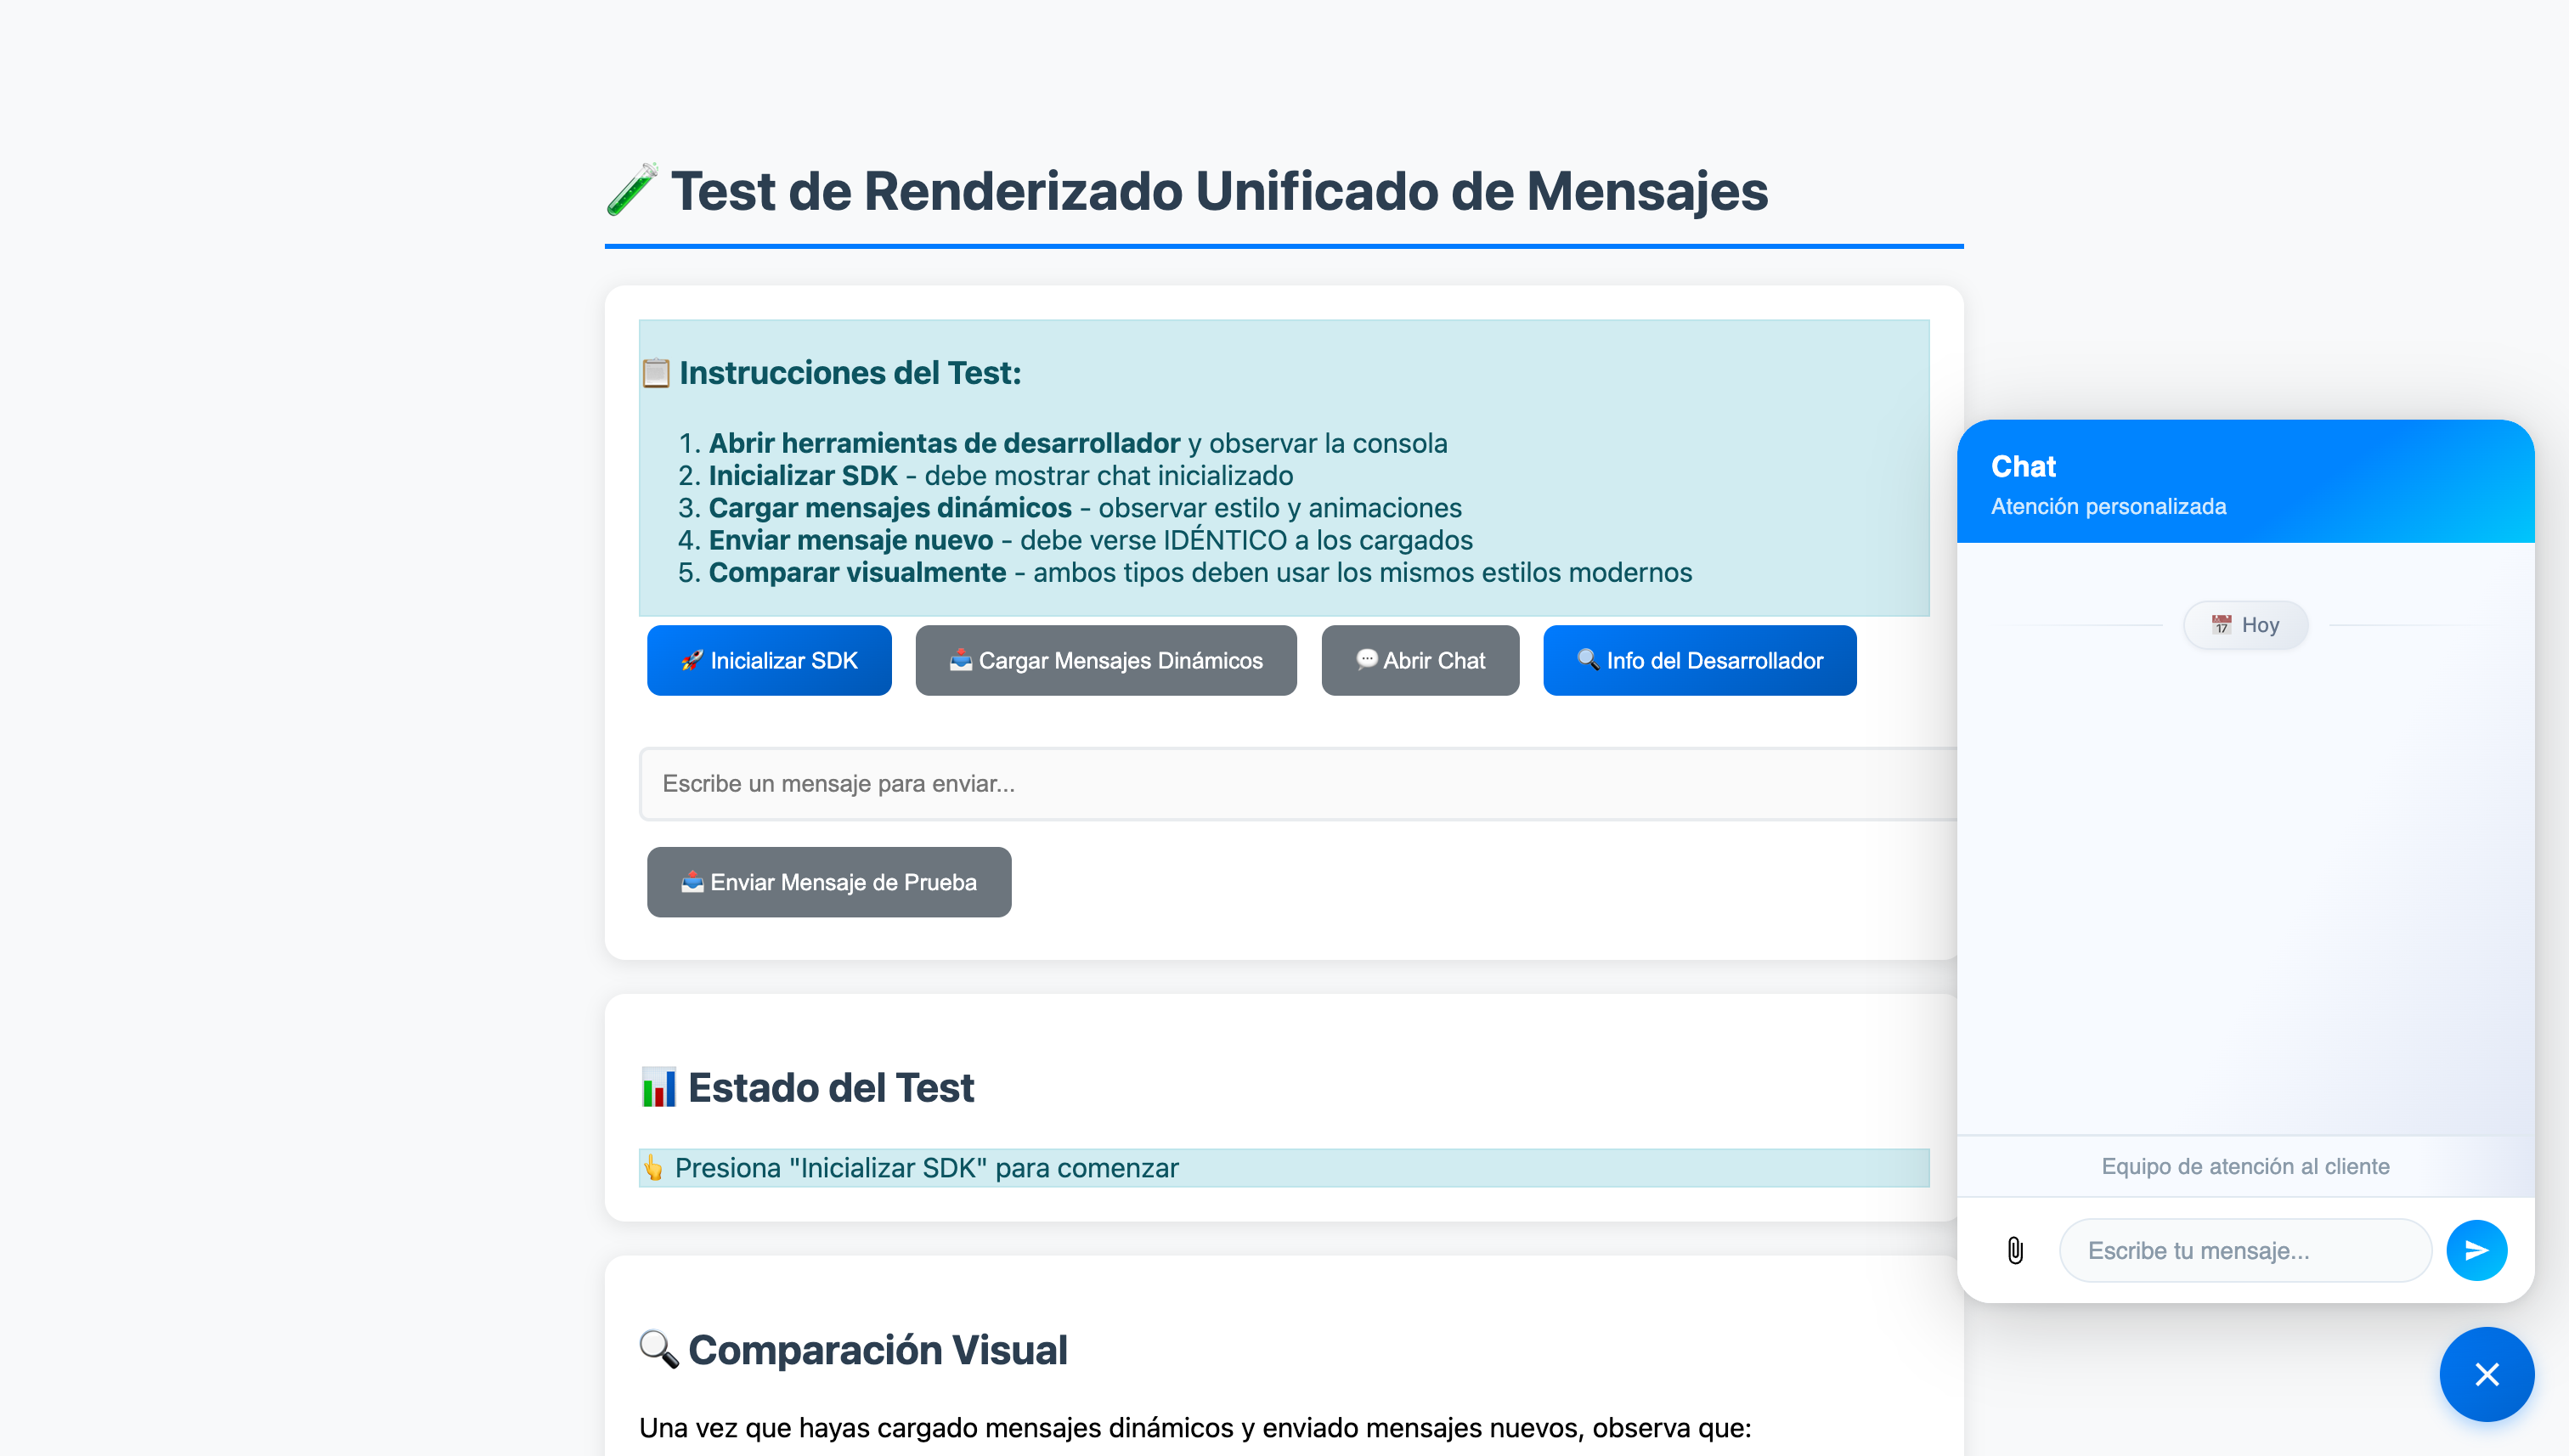 Test de Renderizado Unificado de Mensajes
Instrucciones del Test:
1. Abrir herramientas de desarrollador y observar la consola
2. Inicializar SDK - debe mostrar chat inicializado
3. Cargar mensajes dinámicos - observar estilo y animaciones
4. Enviar mensaje nuevo - debe verse IDÉNTICO a los cargados
5. Comparar visualmente - ambos tipos deben usar los mismos estilos modernos
Inicializar SDK
Cargar Mensajes Dinámicos
Abrir Chat
Info del Desarrollador
Escribe un mensaje para enviar...
Enviar Mensaje de Prueba
Estado del Test
Presiona "Inicializar SDK" para comenzar
Comparación Visual
Una vez que hayas cargado mensajes dinámicos y enviado mensajes nuevos, observa que:
Chat
Atención personalizada
17 Hoy
Equipo de atención al cliente
Escribe tu mensaje...